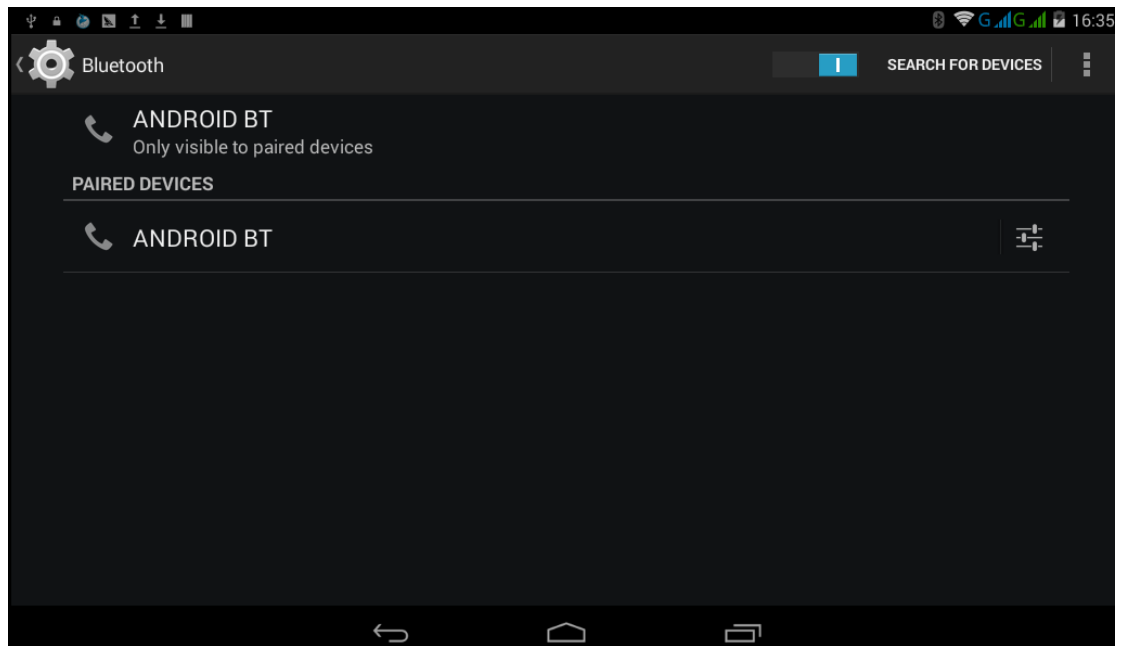 G G 16:35
Bluetooth SEARCH FOR DEVICES
ANDROID BT
Only visible to paired devices
PAIRED DEVICES
ANDROID BT